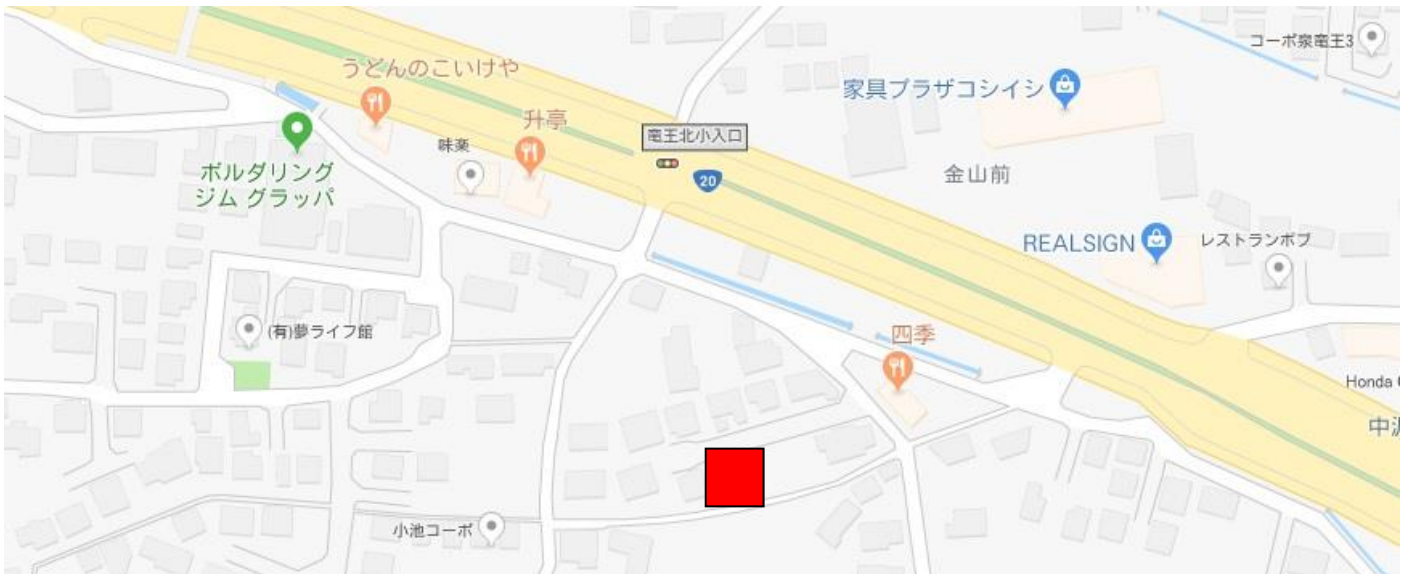 コーポ泉竜王3
うどんのこいけや
家具プラザコシイシ
升亭
竜王北小入口
味楽
ボルダリング
ジム グラッパ
20
金山前
REALSIGN
レストランボブ
(有)夢ライフ館
四季
Honda
中
小池コーポ